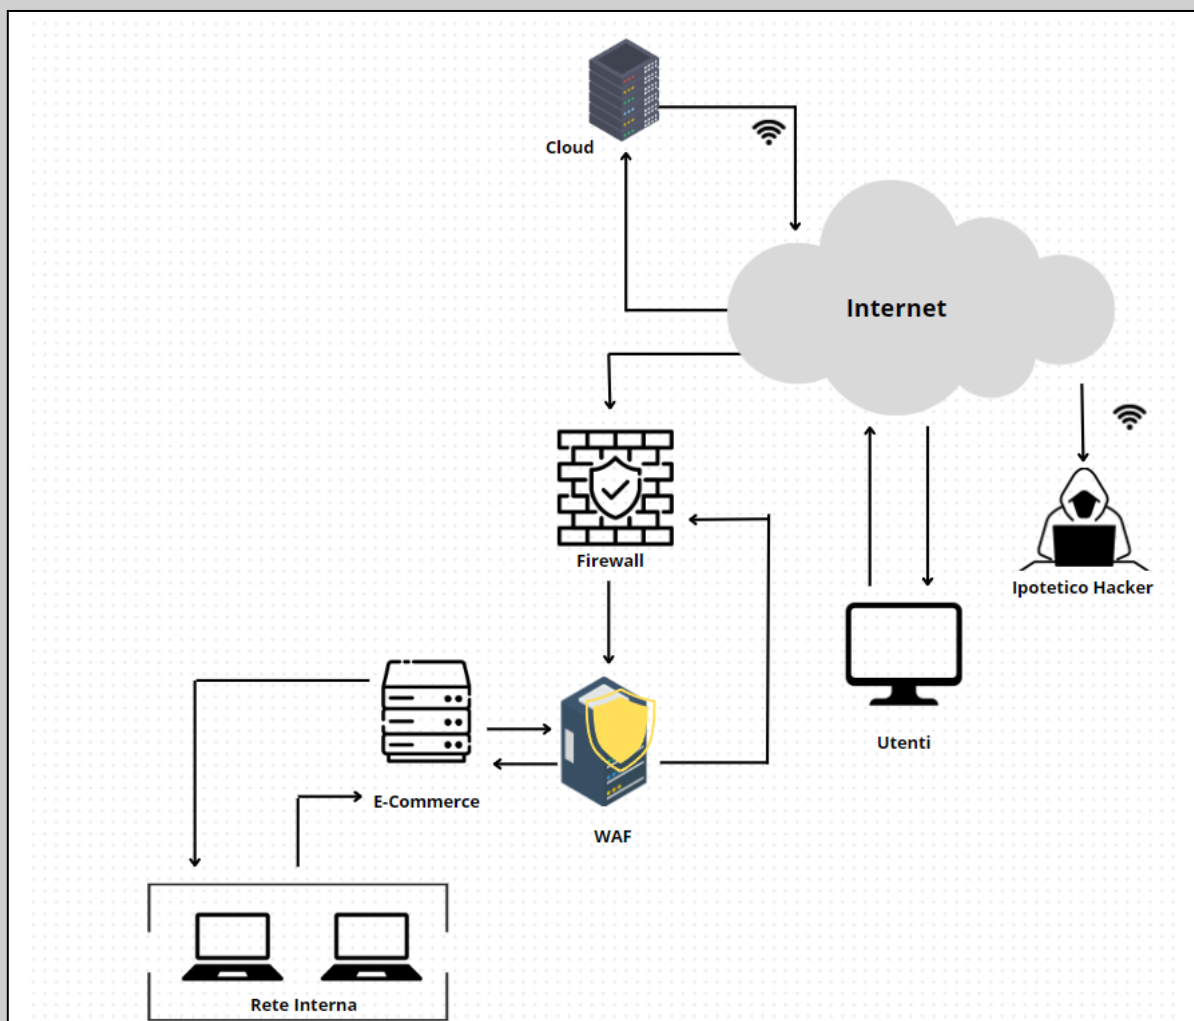 Cloud
Internet
Firewall
Ipotetico Hacker
Utenti
E-Commerce
WAF
Rete Interna